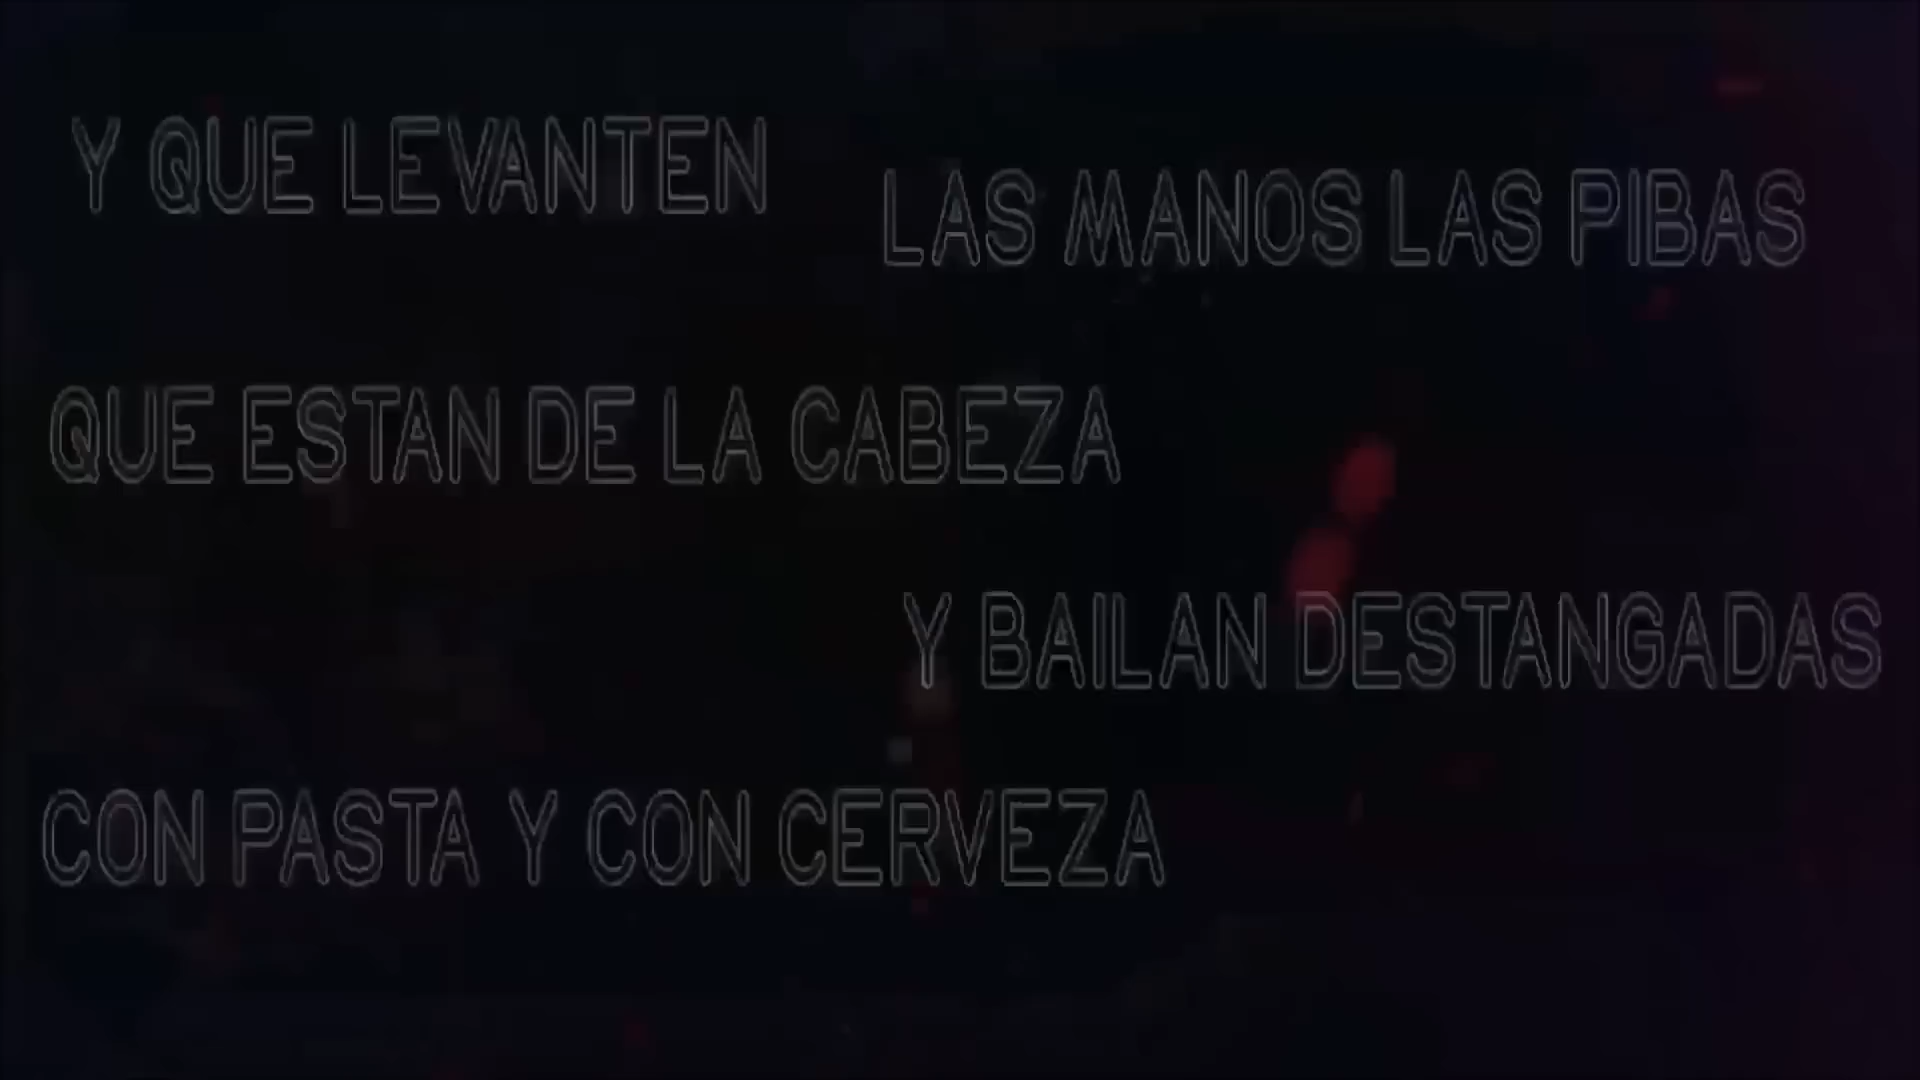 Y QUE LEVANTEN
LAS MANOS LAS PIBAS
QUE ESTAN DE LA CABEZA
Y BAILAN DESTANGADAS
CON PASTA Y CON CERVEZA